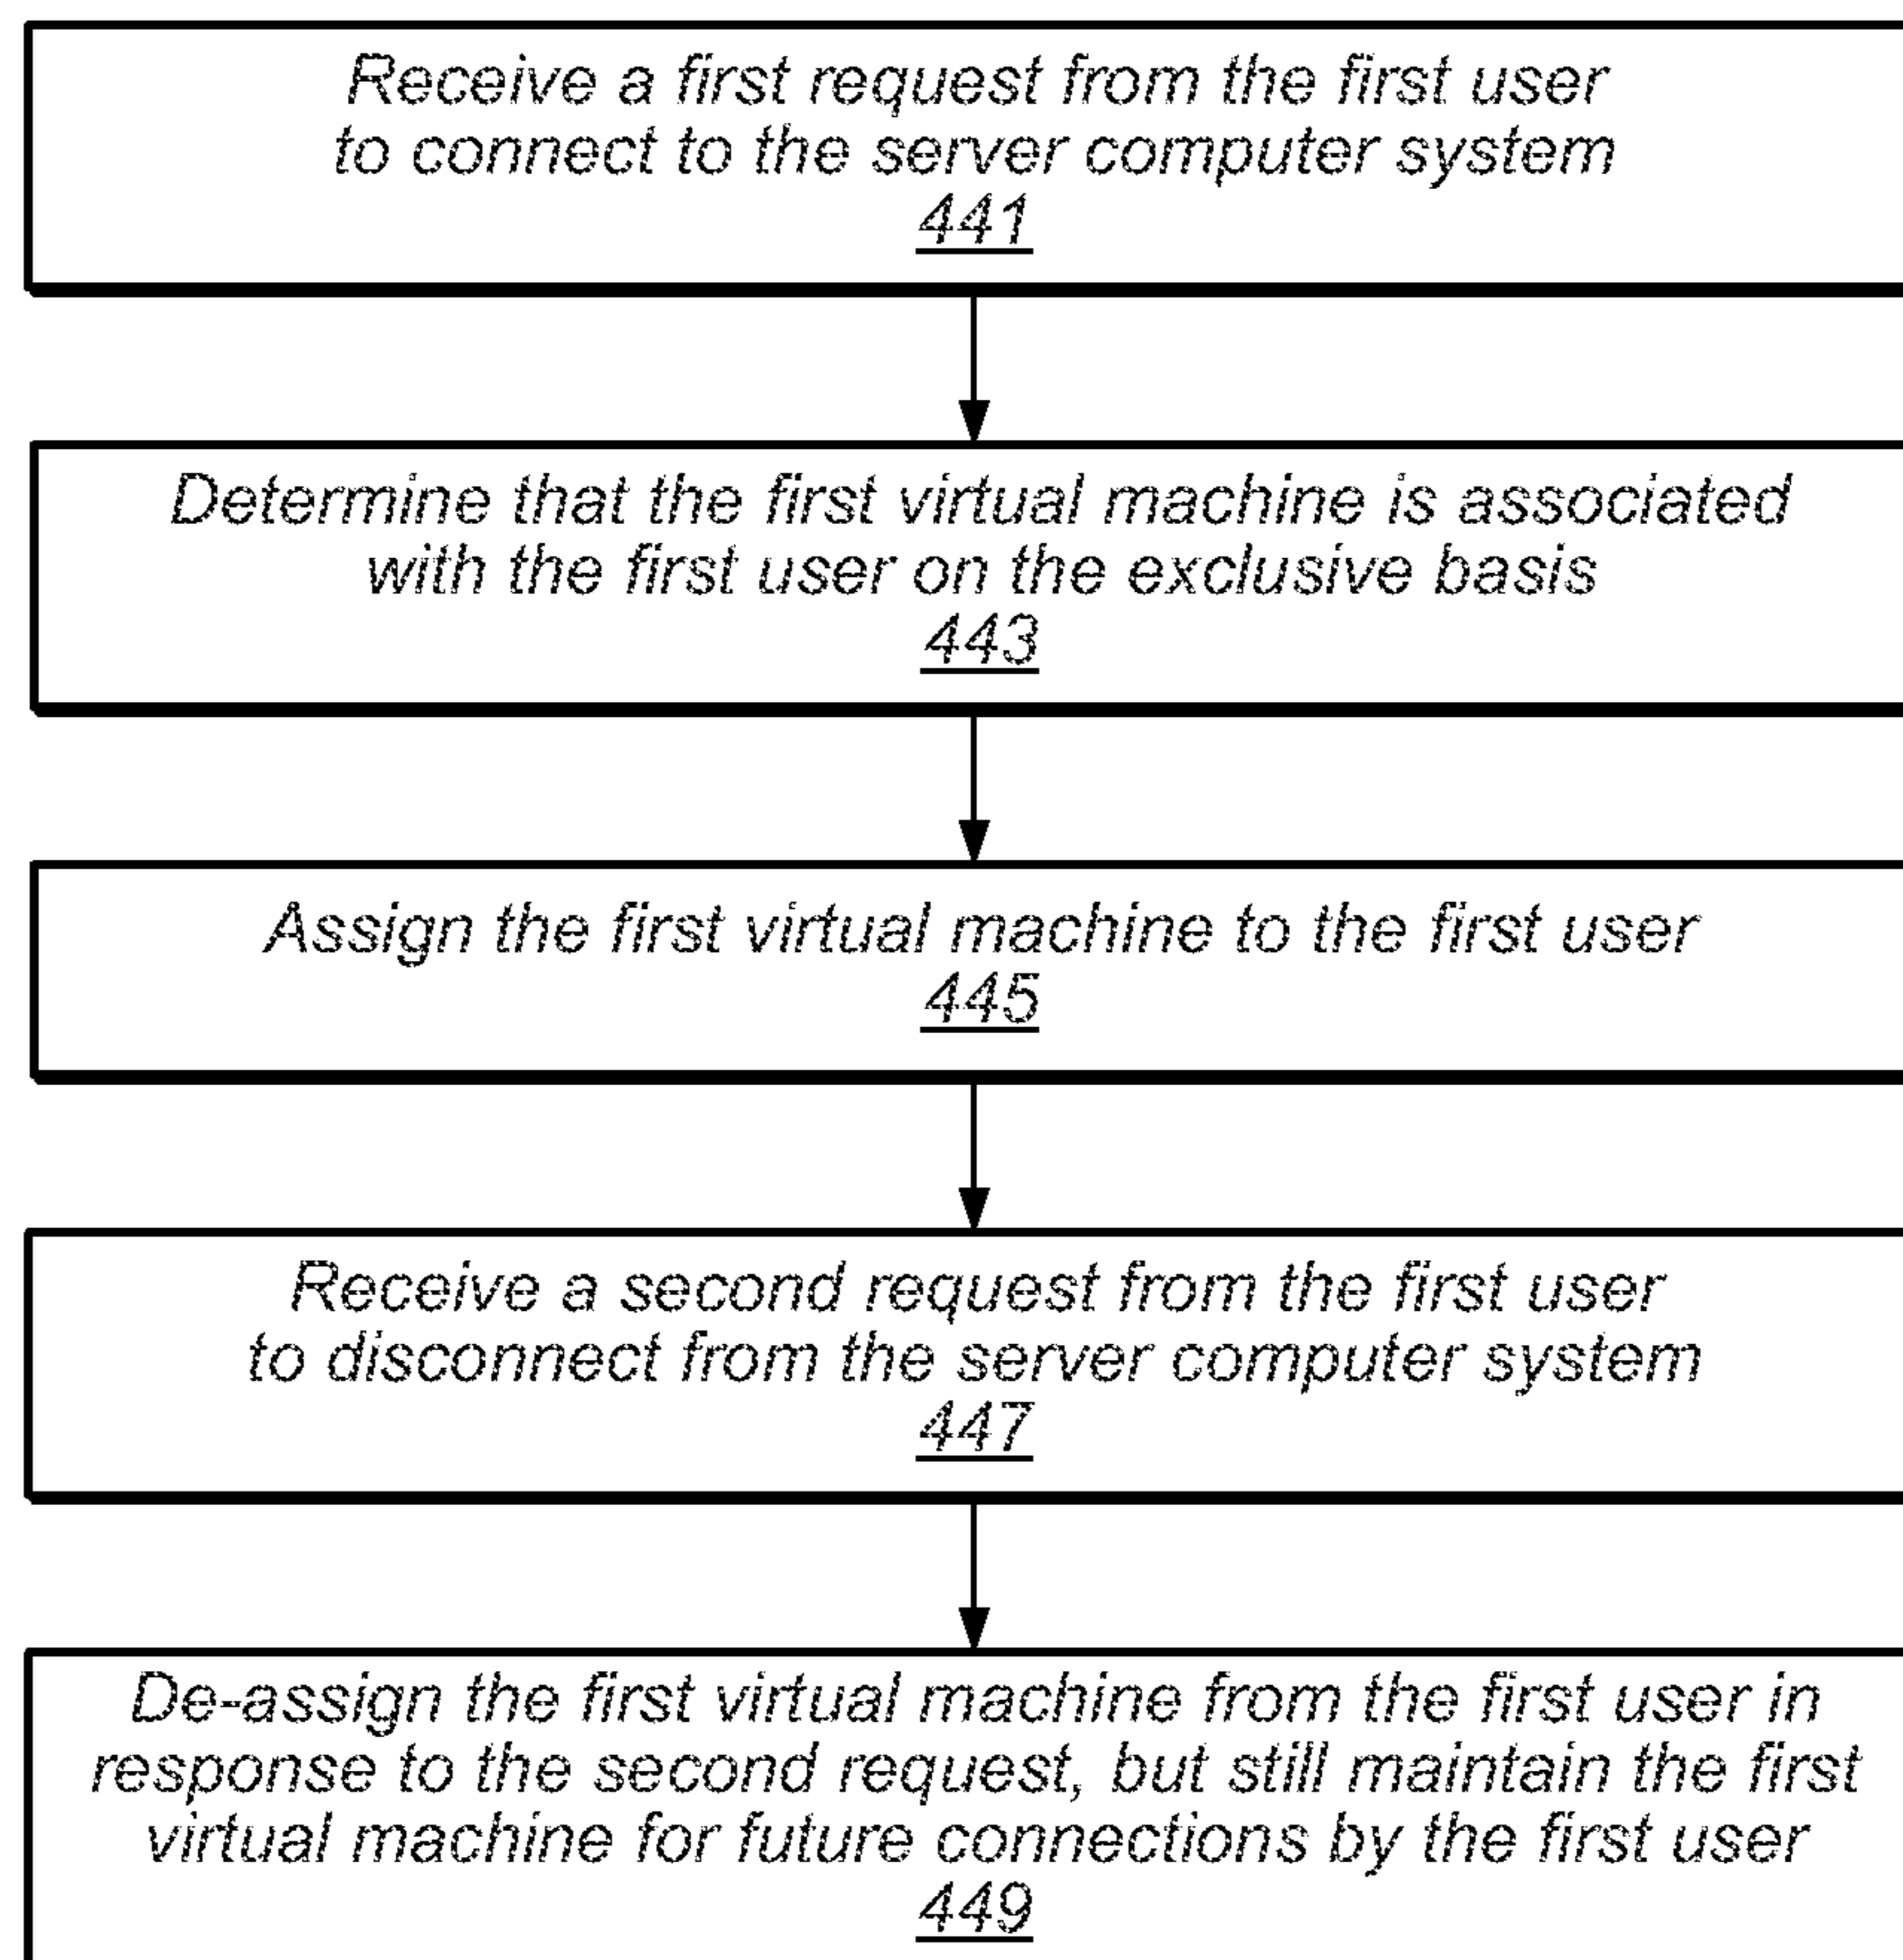 Receive a first request from the first user
to connect to the server computer system
441
Determine that the first virtual machine is associated
with the first user on the exclusive basis
443
Assign the first virtual machine to the first user
445
Receive a second request from the first user
to disconnect from the server computer system
447
De-assign the first virtual machine from the first user in
response to the second request, but still maintain the first
virtual machine for future connections by the first user
449